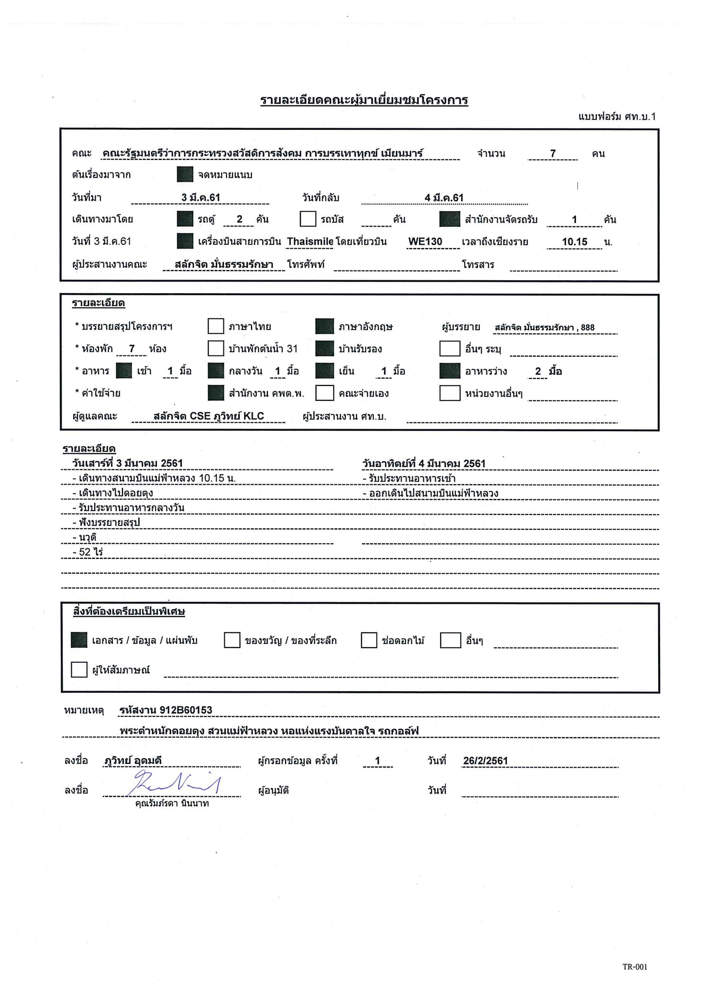 รายละเอียดคณะผู้มาเยี่ยมชมโครงการ
แบบฟอร์ม ศท.บ.1
คณะ คณะรัฐมนตรีว่าการกระทรวงสวัสดิการสังคม การบรรเทาทุกข์ เมียนมาร์ จำนวน 7 คน
ต้นเรื่องมาจาก จดหมายแนบ
วันที่มา 3 มี.ค.61 วันที่กลับ 4 มี.ค.61
เดินทางมาโดย รถตู้ 2 คัน รถบัส คัน สำนักงานจัดรถรับ 1 คัน
วันที่ 3 มี.ค.61 เครื่องบินสายการบิน Thaismile โดยเที่ยวบิน WE130 เวลาถึงเชียงราย 10.15 น.
ผู้ประสานงานคณะ สลักจิต มั่นธรรมรักษา โทรศัพท์ โทรสาร
รายละเอียด
* บรรยายสรุปโครงการฯ ภาษาไทย ภาษาอังกฤษ ผู้บรรยาย สลักจิต มั่นธรรมรักษา , 888
* ห้องพัก 7 ห้อง บ้านพักต้นน้ำ 31 บ้านรับรอง อื่นๆ ระบุ
* อาหาร เช้า 1 มื้อ กลางวัน 1 มื้อ เย็น 1 มื้อ อาหารว่าง 2 มื้อ
* ค่าใช้จ่าย สำนักงาน คพต.พ. คณะจ่ายเอง หน่วยงานอื่นๆ
ผู้ดูแลคณะ สลักจิต CSE ภูวิทย์ KLC ผู้ประสานงาน ศท.บ.
รายละเอียด
วันเสาร์ที่ 3 มีนาคม 2561 วันอาทิตย์ที่ 4 มีนาคม 2561
- เดินทางสนามบินแม่ฟ้าหลวง 10.15 น. - รับประทานอาหารเช้า
- เดินทางไปดอยตุง - ออกเดินไปสนามบินแม่ฟ้าหลวง
- รับประทานอาหารกลางวัน
- ฟังบรรยายสรุป
- นวุติ
- 52 ไร่
สิ่งที่ต้องเตรียมเป็นพิเศษ
เอกสาร / ข้อมูล / แผ่นพับ ของขวัญ / ของที่ระลึก ช่อดอกไม้ อื่นๆ
ผู้ให้สัมภาษณ์
หมายเหตุ รหัสงาน 912B60153
พระตำหนักดอยตุง สวนแม่ฟ้าหลวง หอแห่งแรงบันดาลใจ รถกอล์ฟ
ลงชื่อ ภูวิทย์ อุดมดี ผู้กรอกข้อมูล ครั้งที่ 1 วันที่ 26/2/2561
ลงชื่อ ผู้อนุมัติ วันที่
คุณรัมภ์รดา นินนาท
TR-001